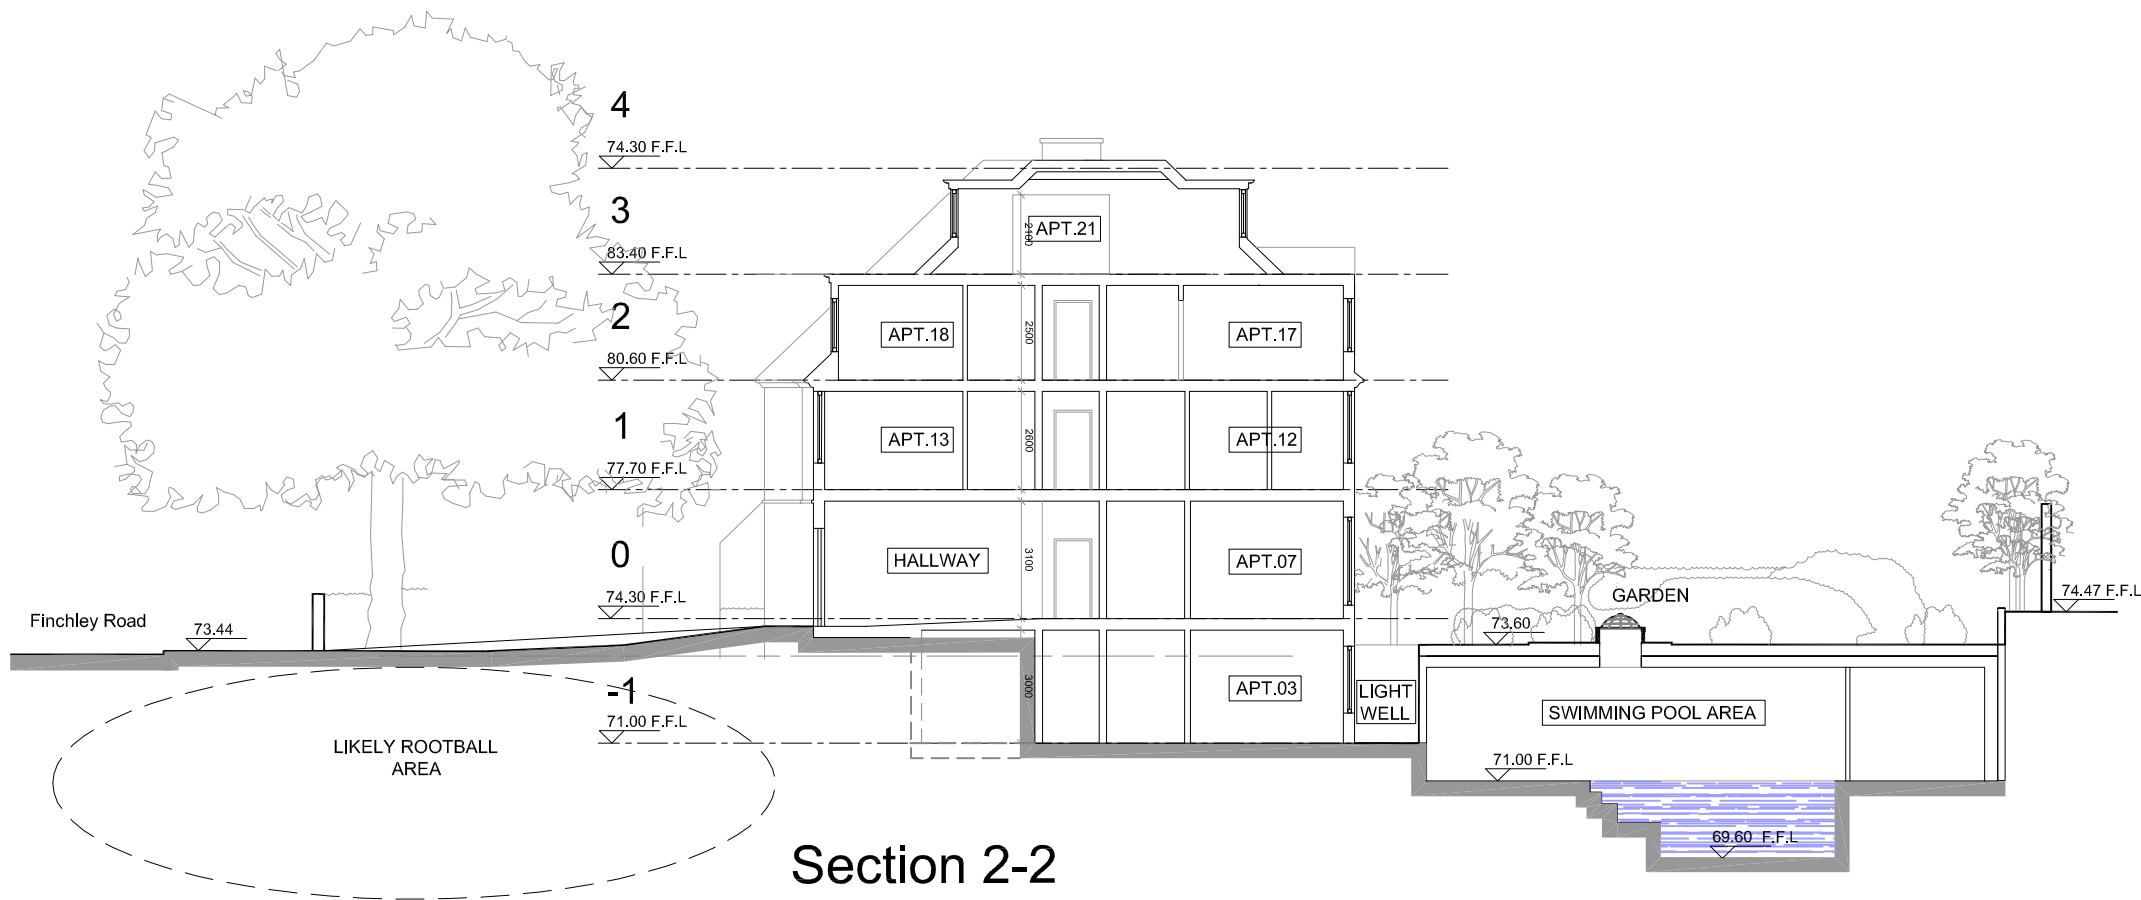 4
74.30 F.F.L
3
2100
APT.21
83.40 F.F.L
2
2500
APT.18
APT.17
80.60 F.F.L
1
2600
APT.13
APT.12
77.70 F.F.L
0
3100
HALLWAY
APT.07
74.30 F.F.L
Finchley Road
73.44
GARDEN
74.47 F.F.L
73.60
-1
3000
APT.03
LIGHT
WELL
SWIMMING POOL AREA
71.00 F.F.L
LIKELY ROOTBALL
AREA
71.00 F.F.L
69.60 F.F.L
Section 2-2